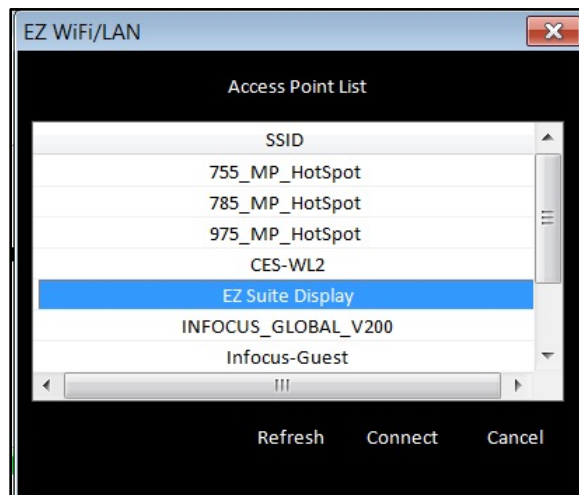 EZ WiFi/LAN
Access Point List
SSID
755_MP_HotSpot
785_MP_HotSpot
975_MP_HotSpot
CES-WL2
EZ Suite Display
INFOCUS_GLOBAL_V200
Infocus-Guest
Refresh Connect Cancel